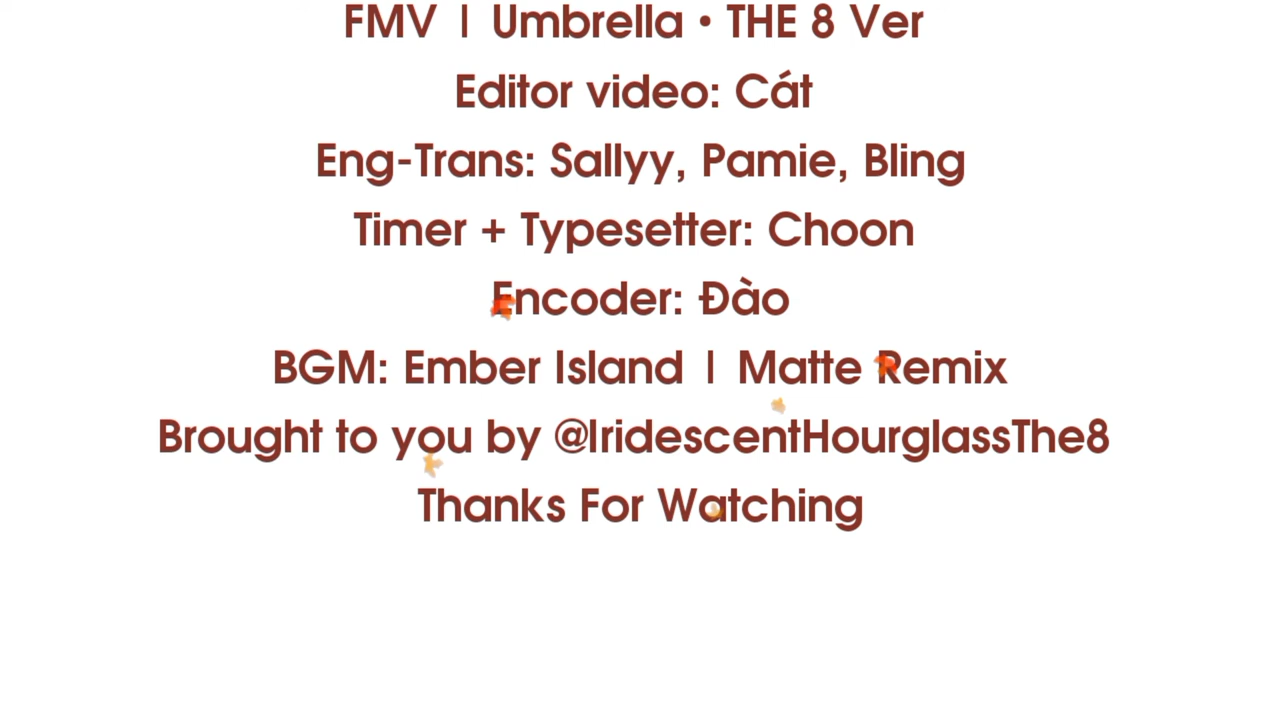 FMV | Umbrella • THE 8 Ver
Editor video: Cát
Eng-Trans: Sallyy, Pamie, Bling
Timer + Typesetter: Choon
Encoder: Đào
BGM: Ember Island | Matte Remix
Brought to you by @IridescentHourglassThe8
Thanks For Watching